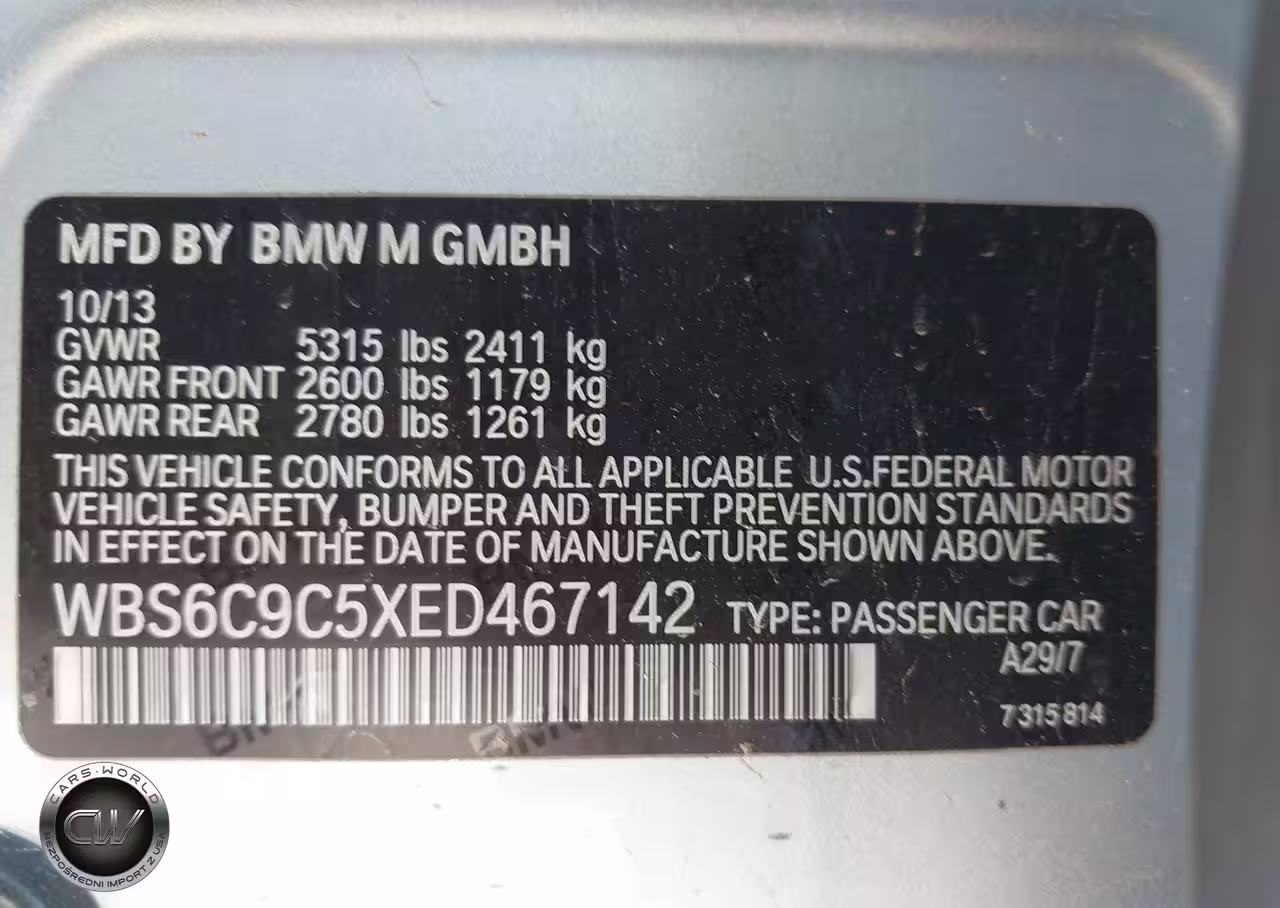 MFD BY BMW M GMBH
10/13
GVWR 5315 lbs 2411 kg
GAWR FRONT 2600 lbs 1179 kg
GAWR REAR 2780 lbs 1261 kg
THIS VEHICLE CONFORMS TO ALL APPLICABLE U.S.FEDERAL MOTOR
VEHICLE SAFETY, BUMPER AND THEFT PREVENTION STANDARDS
IN EFFECT ON THE DATE OF MANUFACTURE SHOWN ABOVE.
WBS6C9C5XED467142 TYPE: PASSENGER CAR
A29/7
7315814
CARS·WORLD
CW
BEZPOŚREDNI IMPORT Z USA